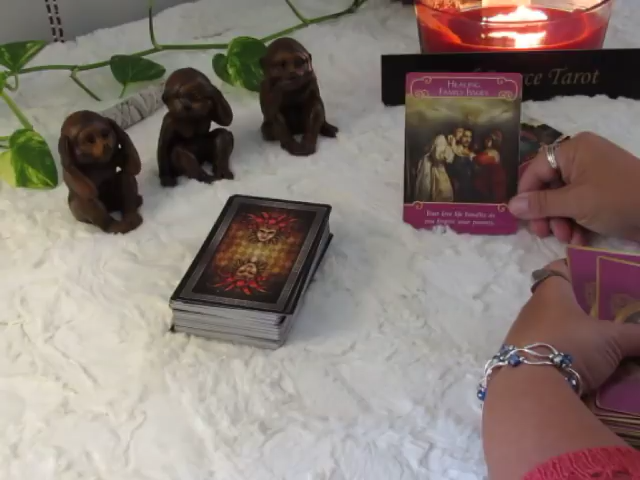 Tarot
HEALING
FAMILY ISSUES
Your love life benefits as
you forgive your parents.